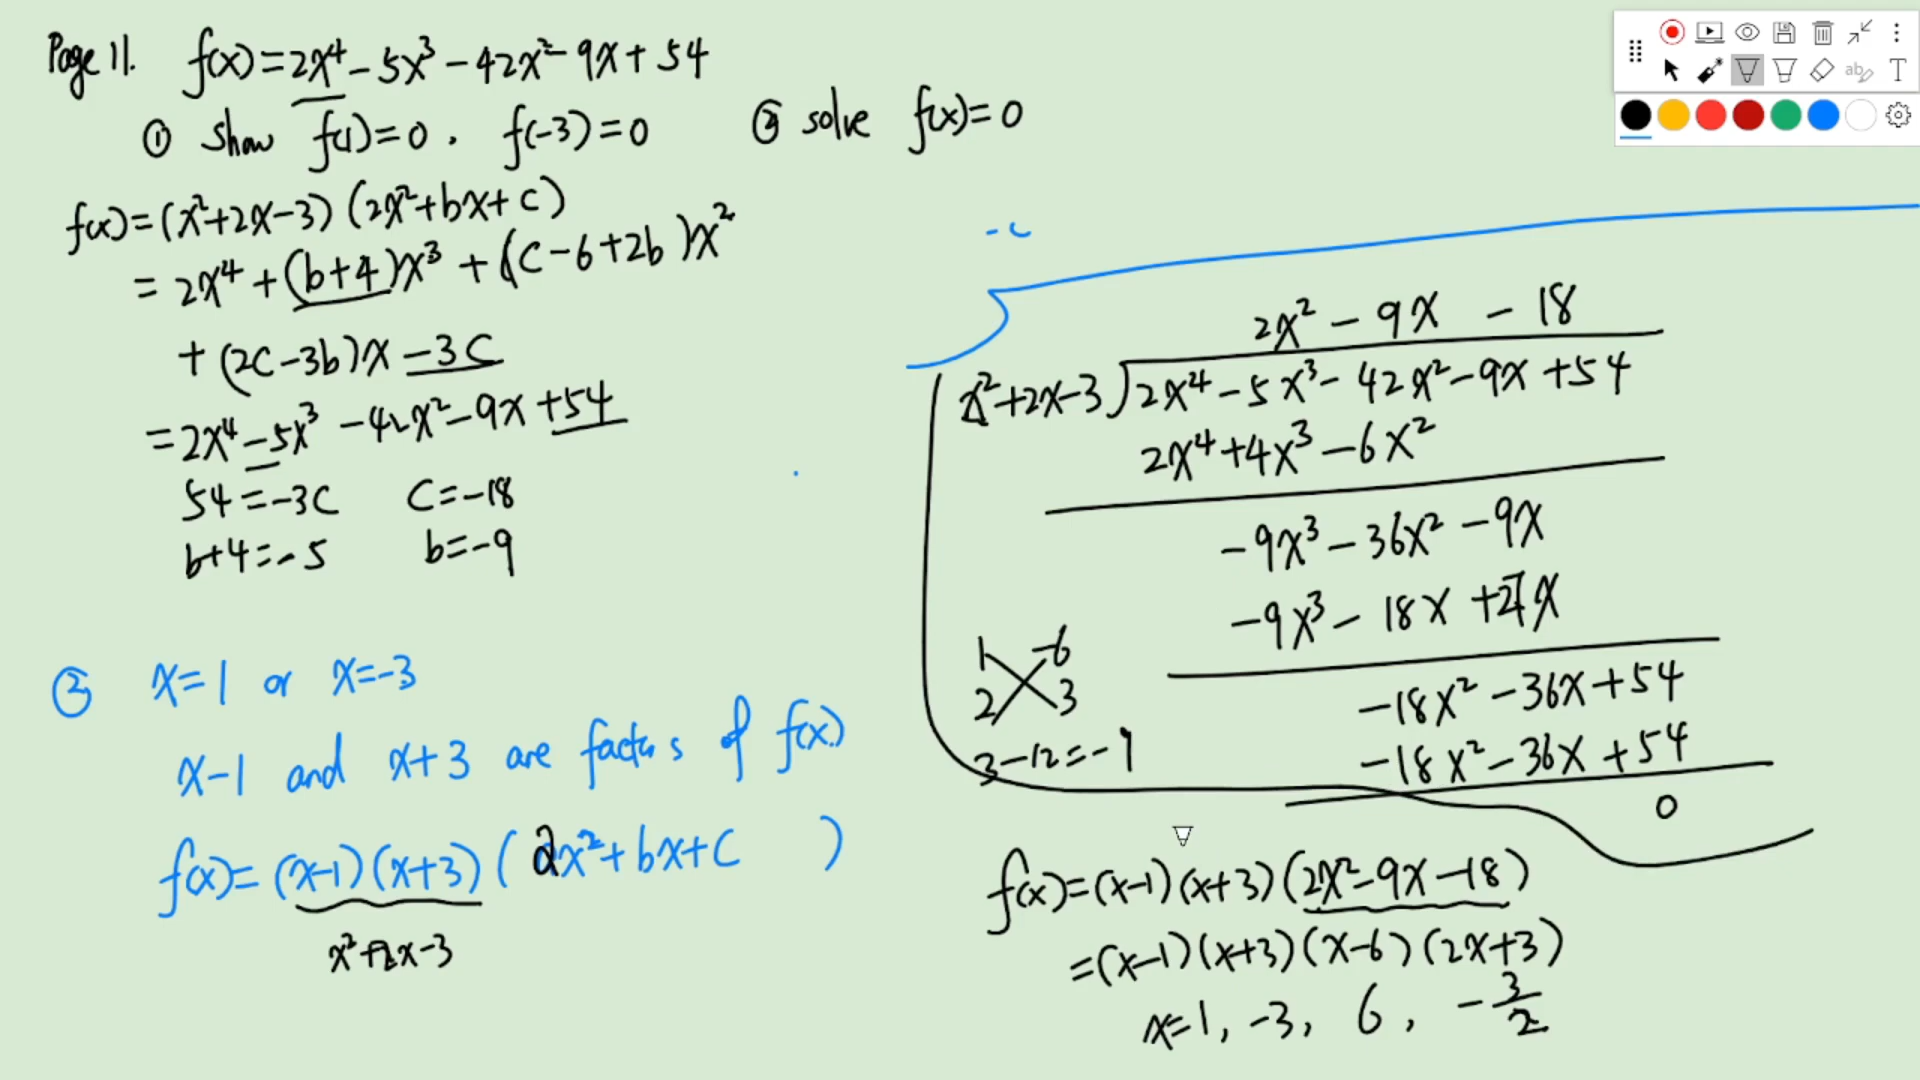 Page 11. f(x)=2x⁴-5x³-42x²-9x+54
① show f(1)=0, f(-3)=0 ② solve f(x)=0
f(x)=(x²+2x-3)(2x²+bx+c)
=2x⁴+(b+4)x³+(c-6+2b)x²
+(2c-3b)x-3c
=2x⁴-5x³-42x²-9x+54
54=-3c c=-18
b+4=-5 b=-9
② x=1 or x=-3
x-1 and x+3 are factors of f(x)
f(x)=(x-1)(x+3)(2x²+bx+c )
x²+2x-3
-c
2x²-9x-18
x²+2x-3)2x⁴-5x³-42x²-9x+54
2x⁴+4x³-6x²
-9x³-36x²-9x
-9x³-18x+27x
-18x²-36x+54
-18x²-36x+54
0
1 -6
2 3
3-12=-9
f(x)=(x-1)(x+3)(2x²-9x-18)
=(x-1)(x+3)(x-6)(2x+3)
x=1, -3, 6, -3/2
ab
T